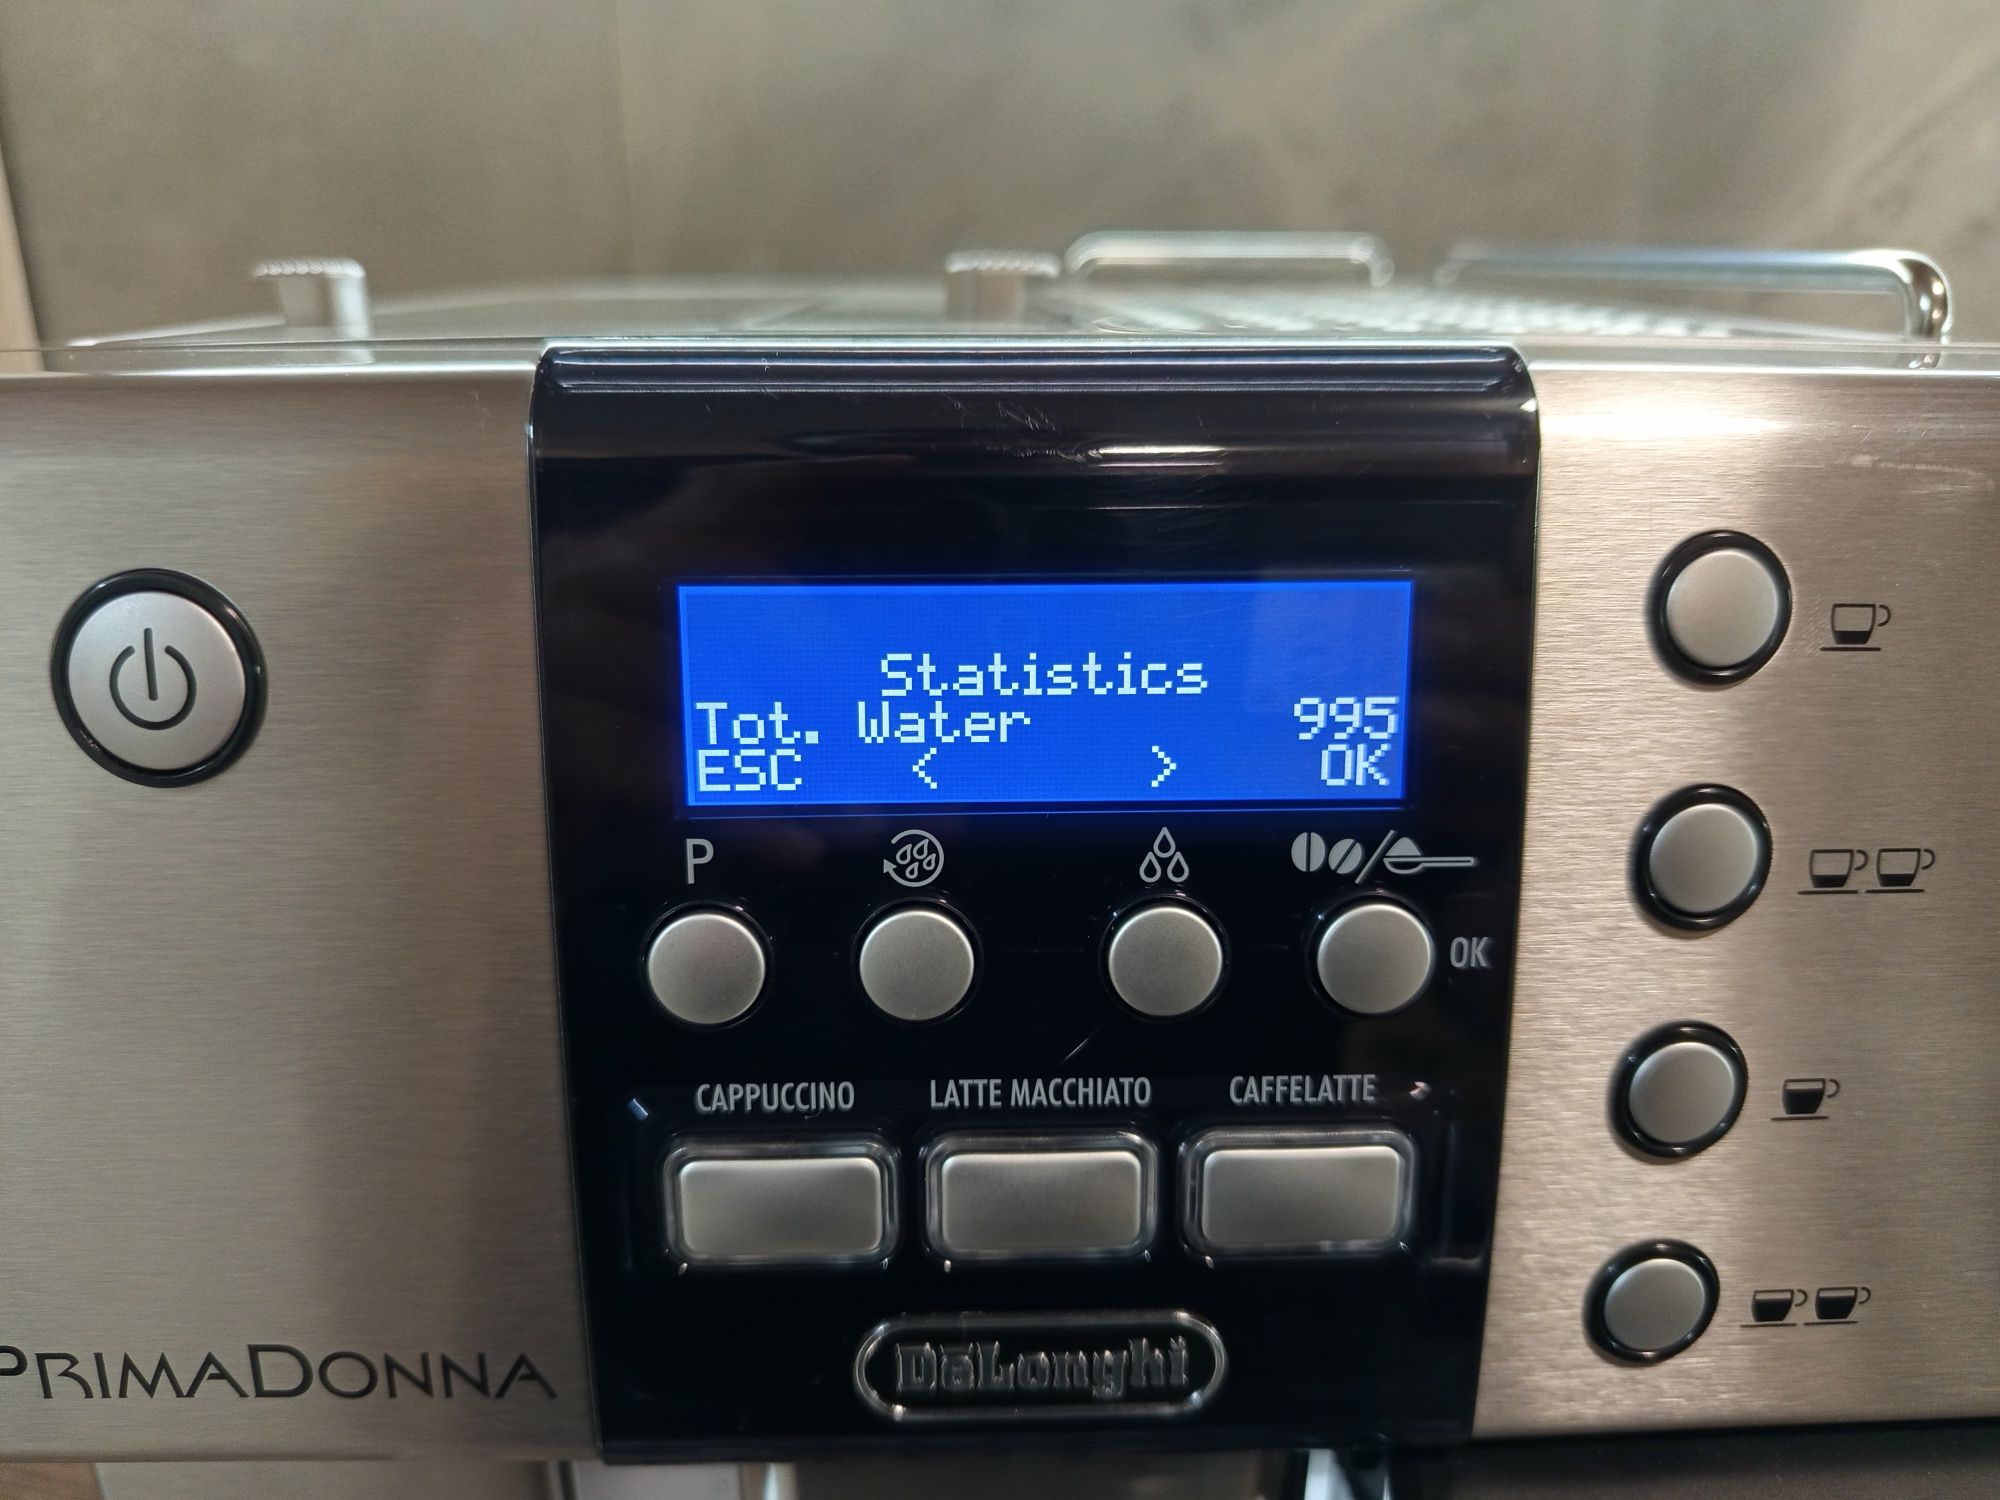 Statistics
Tot. Water 995
ESC < > OK
P
OK
CAPPUCCINO LATTE MACCHIATO CAFFELATTE
PRIMADONNA
DeLonghi